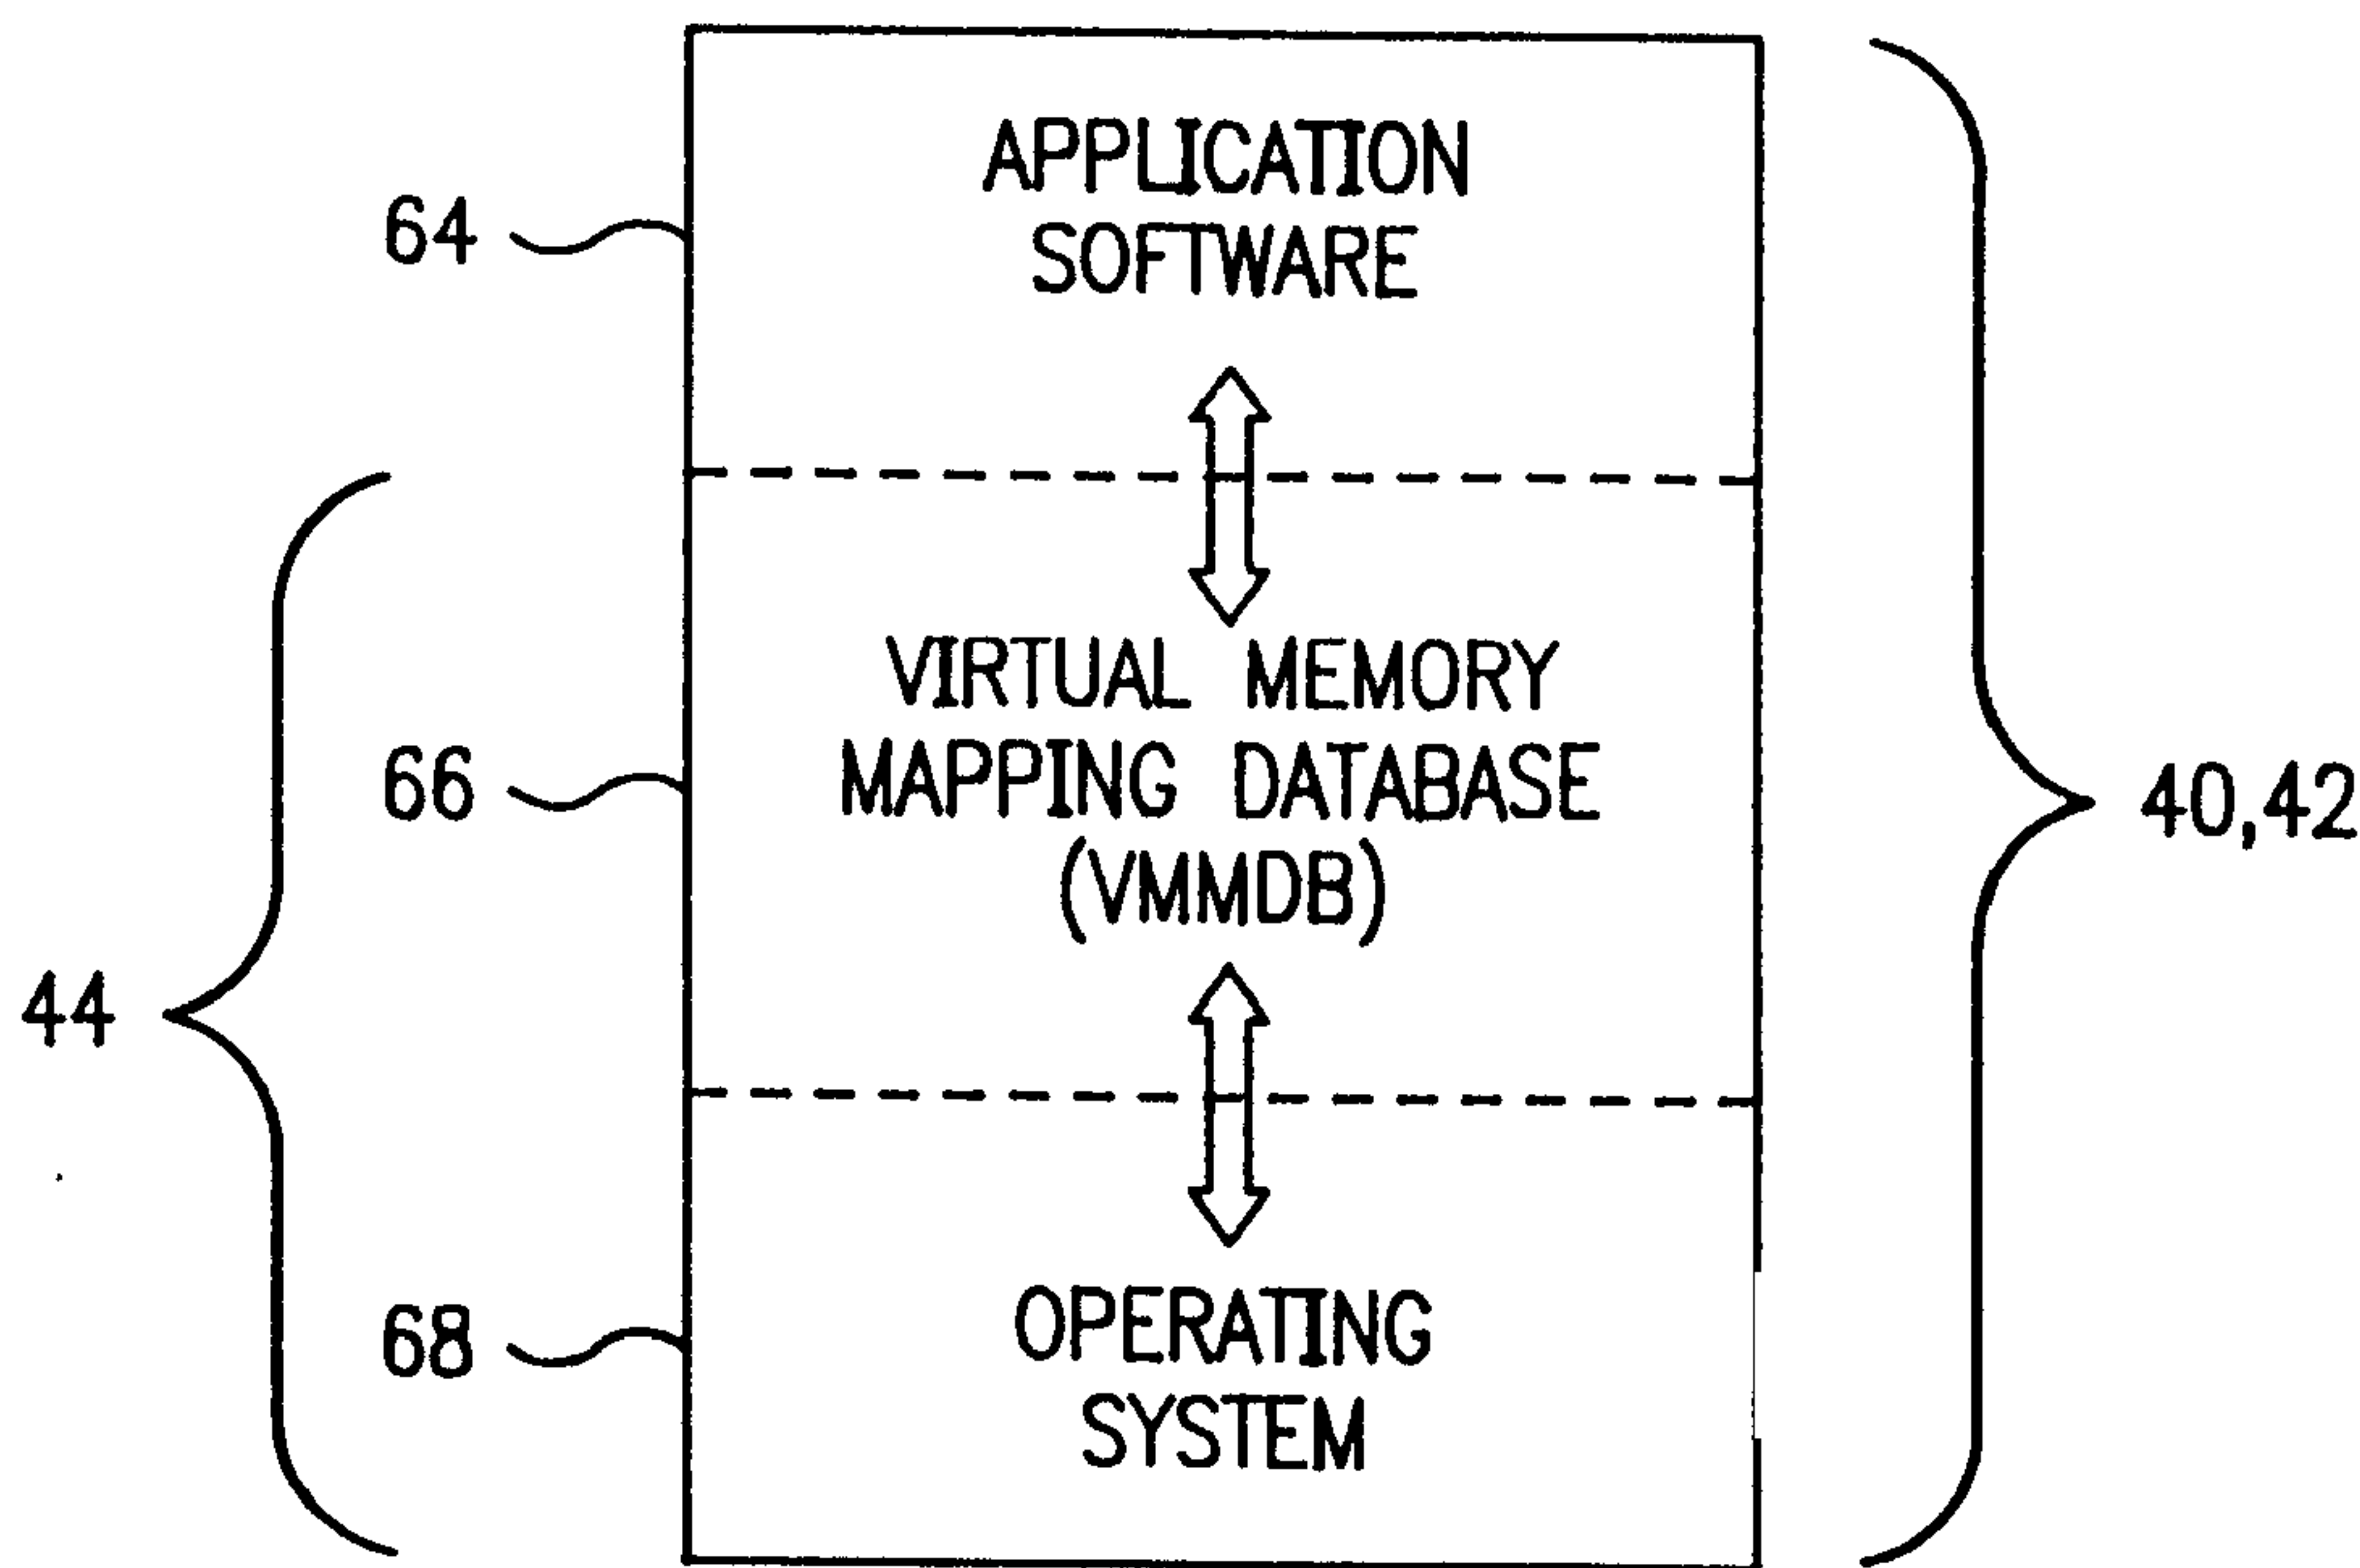 APPLICATION
SOFTWARE
64
VIRTUAL MEMORY
MAPPING DATABASE
(VMMDB)
66
40,42
44
OPERATING
SYSTEM
68